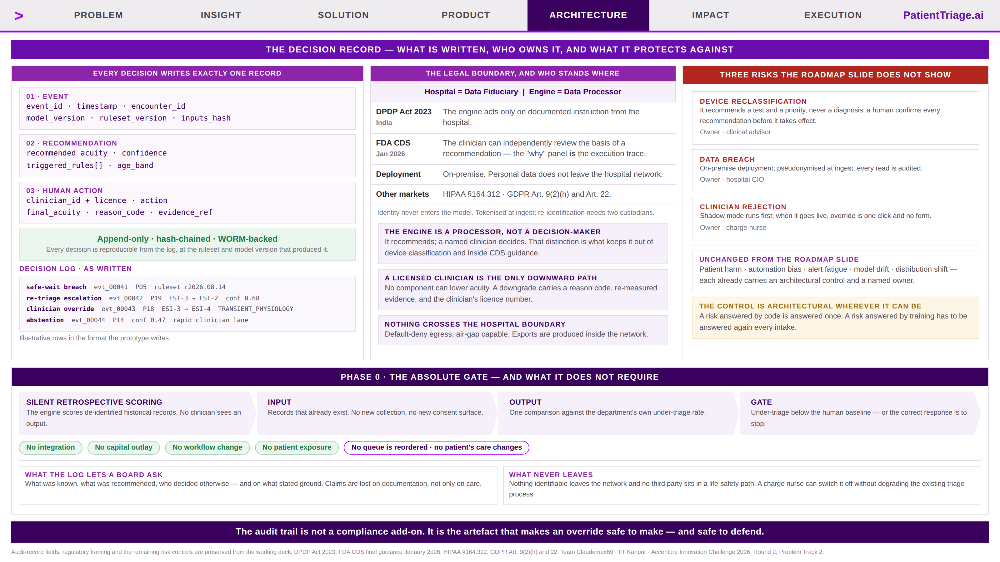 > PROBLEM INSIGHT SOLUTION PRODUCT ARCHITECTURE IMPACT EXECUTION PatientTriage.ai
THE DECISION RECORD — WHAT IS WRITTEN, WHO OWNS IT, AND WHAT IT PROTECTS AGAINST
EVERY DECISION WRITES EXACTLY ONE RECORD
01 · EVENT
event_id · timestamp · encounter_id
model_version · ruleset_version · inputs_hash
02 · RECOMMENDATION
recommended_acuity · confidence
triggered_rules[] · age_band
03 · HUMAN ACTION
clinician_id + licence · action
final_acuity · reason_code · evidence_ref
Append-only · hash-chained · WORM-backed
Every decision is reproducible from the log, at the ruleset and model version that produced it.
DECISION LOG · AS WRITTEN
safe-wait breach evt_00041 P05 ruleset r2026.08.14
re-triage escalation evt_00042 P19 ESI-3 → ESI-2 conf 0.68
clinician override evt_00043 P18 ESI-3 → ESI-4 TRANSIENT_PHYSIOLOGY
abstention evt_00044 P14 conf 0.47 rapid clinician lane
Illustrative rows in the format the prototype writes.
THE LEGAL BOUNDARY, AND WHO STANDS WHERE
Hospital = Data Fiduciary | Engine = Data Processor
DPDP Act 2023 The engine acts only on documented instruction from the
India hospital.
FDA CDS The clinician can independently review the basis of a
Jan 2026 recommendation — the "why" panel is the execution trace.
Deployment On-premise. Personal data does not leave the hospital network.
Other markets HIPAA §164.312 · GDPR Art. 9(2)(h) and Art. 22.
Identity never enters the model. Tokenised at ingest; re-identification needs two custodians.
THE ENGINE IS A PROCESSOR, NOT A DECISION-MAKER
It recommends; a named clinician decides. That distinction is what keeps it out of
device classification and inside CDS guidance.
A LICENSED CLINICIAN IS THE ONLY DOWNWARD PATH
No component can lower acuity. A downgrade carries a reason code, re-measured
evidence, and the clinician's licence number.
NOTHING CROSSES THE HOSPITAL BOUNDARY
Default-deny egress, air-gap capable. Exports are produced inside the network.
THREE RISKS THE ROADMAP SLIDE DOES NOT SHOW
DEVICE RECLASSIFICATION
It recommends a test and a priority, never a diagnosis; a human confirms every
recommendation before it takes effect.
Owner · clinical advisor
DATA BREACH
On-premise deployment; pseudonymised at ingest; every read is audited.
Owner · hospital CIO
CLINICIAN REJECTION
Shadow mode runs first; when it goes live, override is one click and no form.
Owner · charge nurse
UNCHANGED FROM THE ROADMAP SLIDE
Patient harm · automation bias · alert fatigue · model drift · distribution shift —
each already carries an architectural control and a named owner.
THE CONTROL IS ARCHITECTURAL WHEREVER IT CAN BE
A risk answered by code is answered once. A risk answered by training has to be
answered again every intake.
PHASE 0 · THE ABSOLUTE GATE — AND WHAT IT DOES NOT REQUIRE
SILENT RETROSPECTIVE SCORING
The engine scores de-identified historical records. No clinician sees an
output.
INPUT
Records that already exist. No new collection, no new consent surface.
OUTPUT
One comparison against the department's own under-triage rate.
GATE
Under-triage below the human baseline — or the correct response is to
stop.
No integration No capital outlay No workflow change No patient exposure No queue is reordered · no patient's care changes
WHAT THE LOG LETS A BOARD ASK
What was known, what was recommended, who decided otherwise — and on what stated ground. Claims are lost on documentation, not only on care.
WHAT NEVER LEAVES
Nothing identifiable leaves the network and no third party sits in a life-safety path. A charge nurse can switch it off without degrading the existing triage
process.
The audit trail is not a compliance add-on. It is the artefact that makes an override safe to make — and safe to defend.
Audit-record fields, regulatory framing and the remaining risk controls are preserved from the working deck: DPDP Act 2023, FDA CDS final guidance January 2026, HIPAA §164.312, GDPR Art. 9(2)(h) and 22. Team Claudemax69 · IIT Kanpur · Accenture Innovation Challenge 2026, Round 2, Problem Track 2.